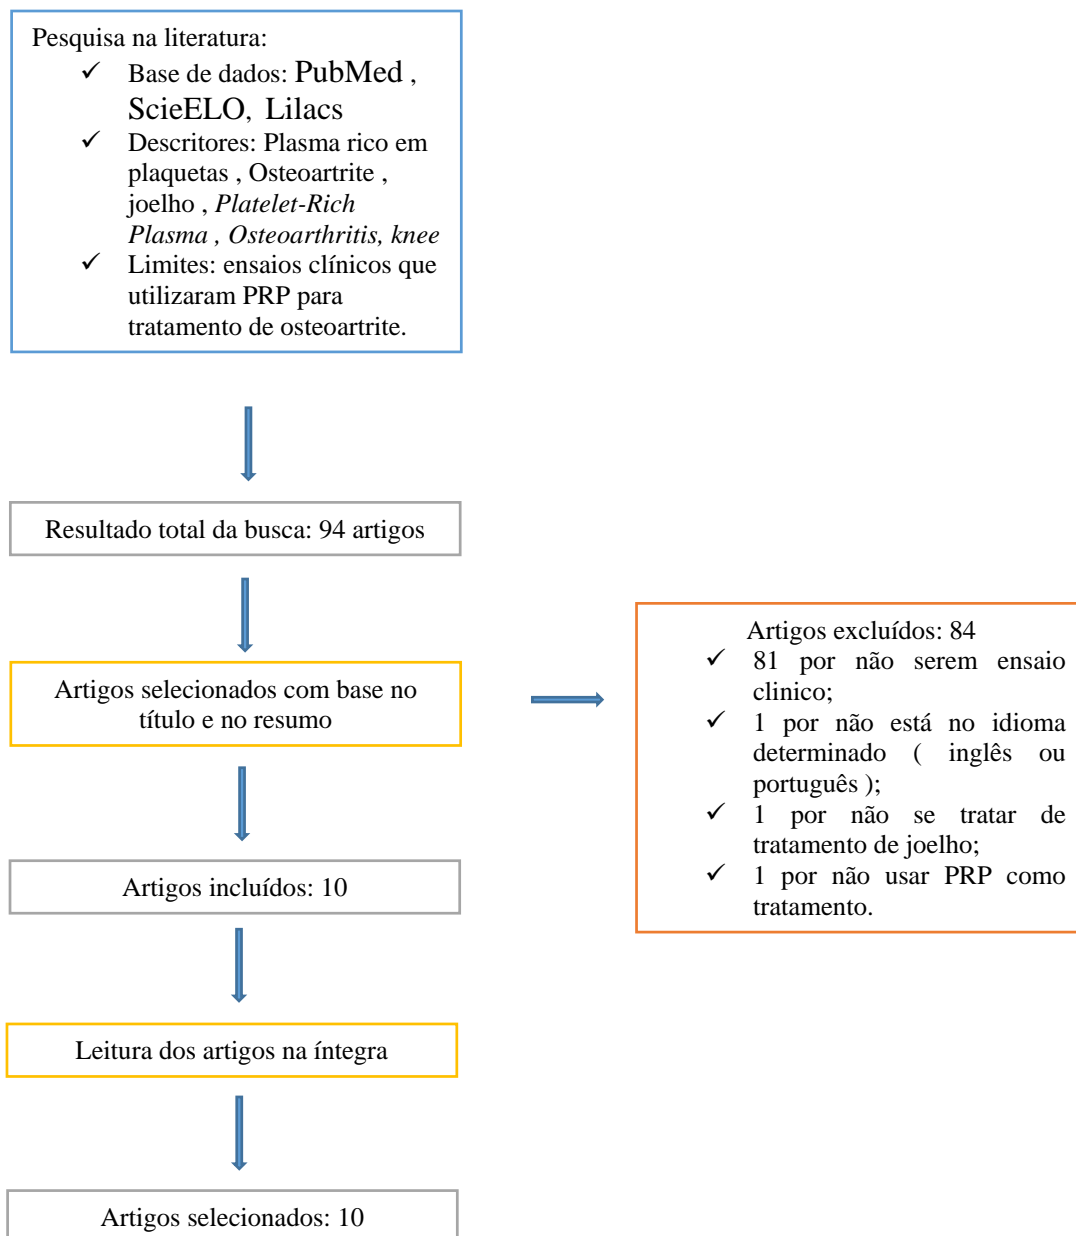 Pesquisa na literatura:
✓ Base de dados: PubMed ,
ScieELO, Lilacs
✓ Descritores: Plasma rico em
plaquetas , Osteoartrite ,
joelho , Platelet-Rich
Plasma , Osteoarthritis, knee
✓ Limites: ensaios clínicos que
utilizaram PRP para
tratamento de osteoartrite.
Resultado total da busca: 94 artigos
Artigos selecionados com base no
título e no resumo
Artigos excluídos: 84
✓ 81 por não serem ensaio
clinico;
✓ 1 por não está no idioma
determinado ( inglês ou
português );
✓ 1 por não se tratar de
tratamento de joelho;
✓ 1 por não usar PRP como
tratamento.
Artigos incluídos: 10
Leitura dos artigos na íntegra
Artigos selecionados: 10